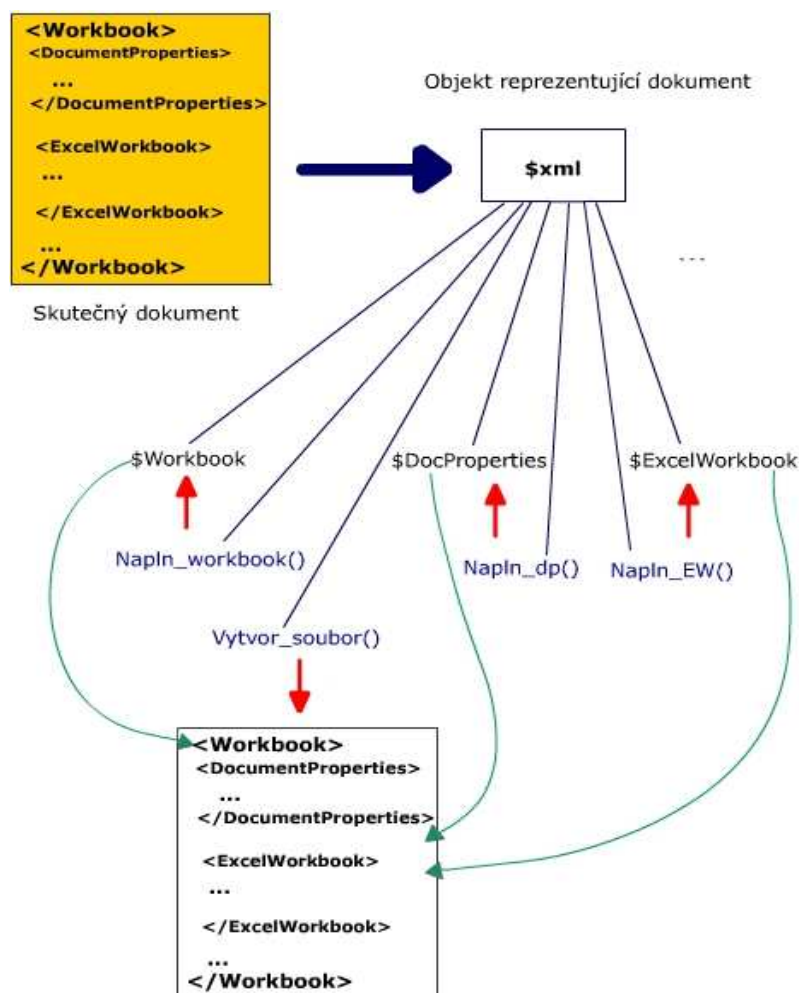 <Workbook>
<DocumentProperties>
...
</DocumentProperties>
<ExcelWorkbook>
...
</ExcelWorkbook>
...
</Workbook>
Skutečný dokument
Objekt reprezentující dokument
$xml
---
$Workbook
$DocProperties
$ExcelWorkbook
Napln_workbook()
Napln_dp()
Napln_EW()
Vytvor_soubor()
<Workbook>
<DocumentProperties>
...
</DocumentProperties>
<ExcelWorkbook>
...
</ExcelWorkbook>
...
</Workbook>